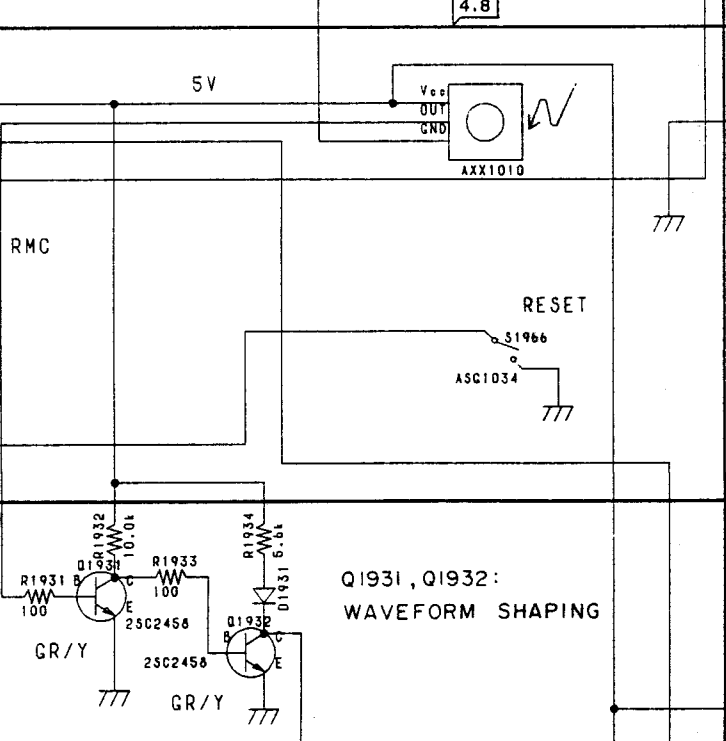 4.8
5V
Vcc
OUT
GND
AXX1010
RMC
RESET
S1966
ASG1034
R1932
10.0k
R1934
5.6k
Q1931
R1933
D1931
R1931
B
C
100
100
E
Q1932
2SC2458
B
C
GR/Y
2SC2458
E
GR/Y
Q1931,Q1932:
WAVEFORM SHAPING